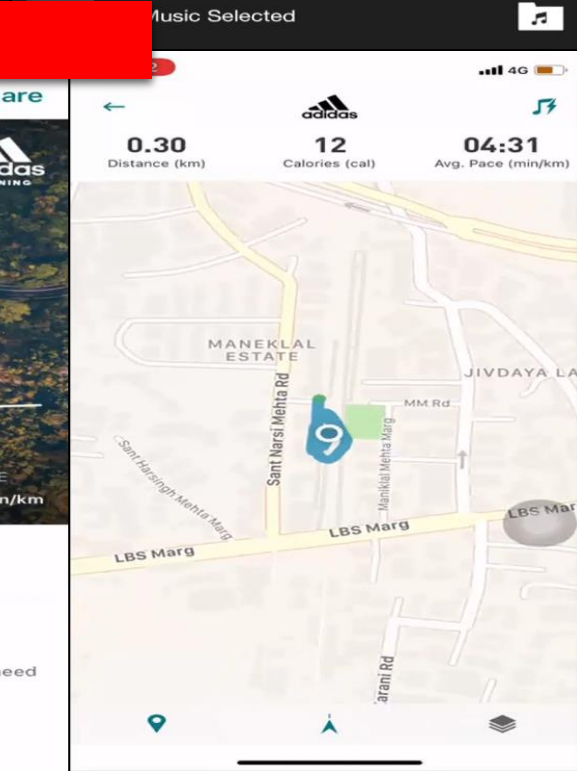 Music Selected
are
2
4G
adidas
0.30
12
04:31
Distance (km)
Calories (cal)
Avg. Pace (min/km)
das
NING
MANEKLAL
ESTATE
JIVDAYA LA
MM Rd
Sant Narsi Mehta Rd
9
Maniklal Mehta Marg
Sant Harsingh Mehta Marg
E
n/km
LBS Mar
LBS Marg
LBS Marg
eed
arani Rd